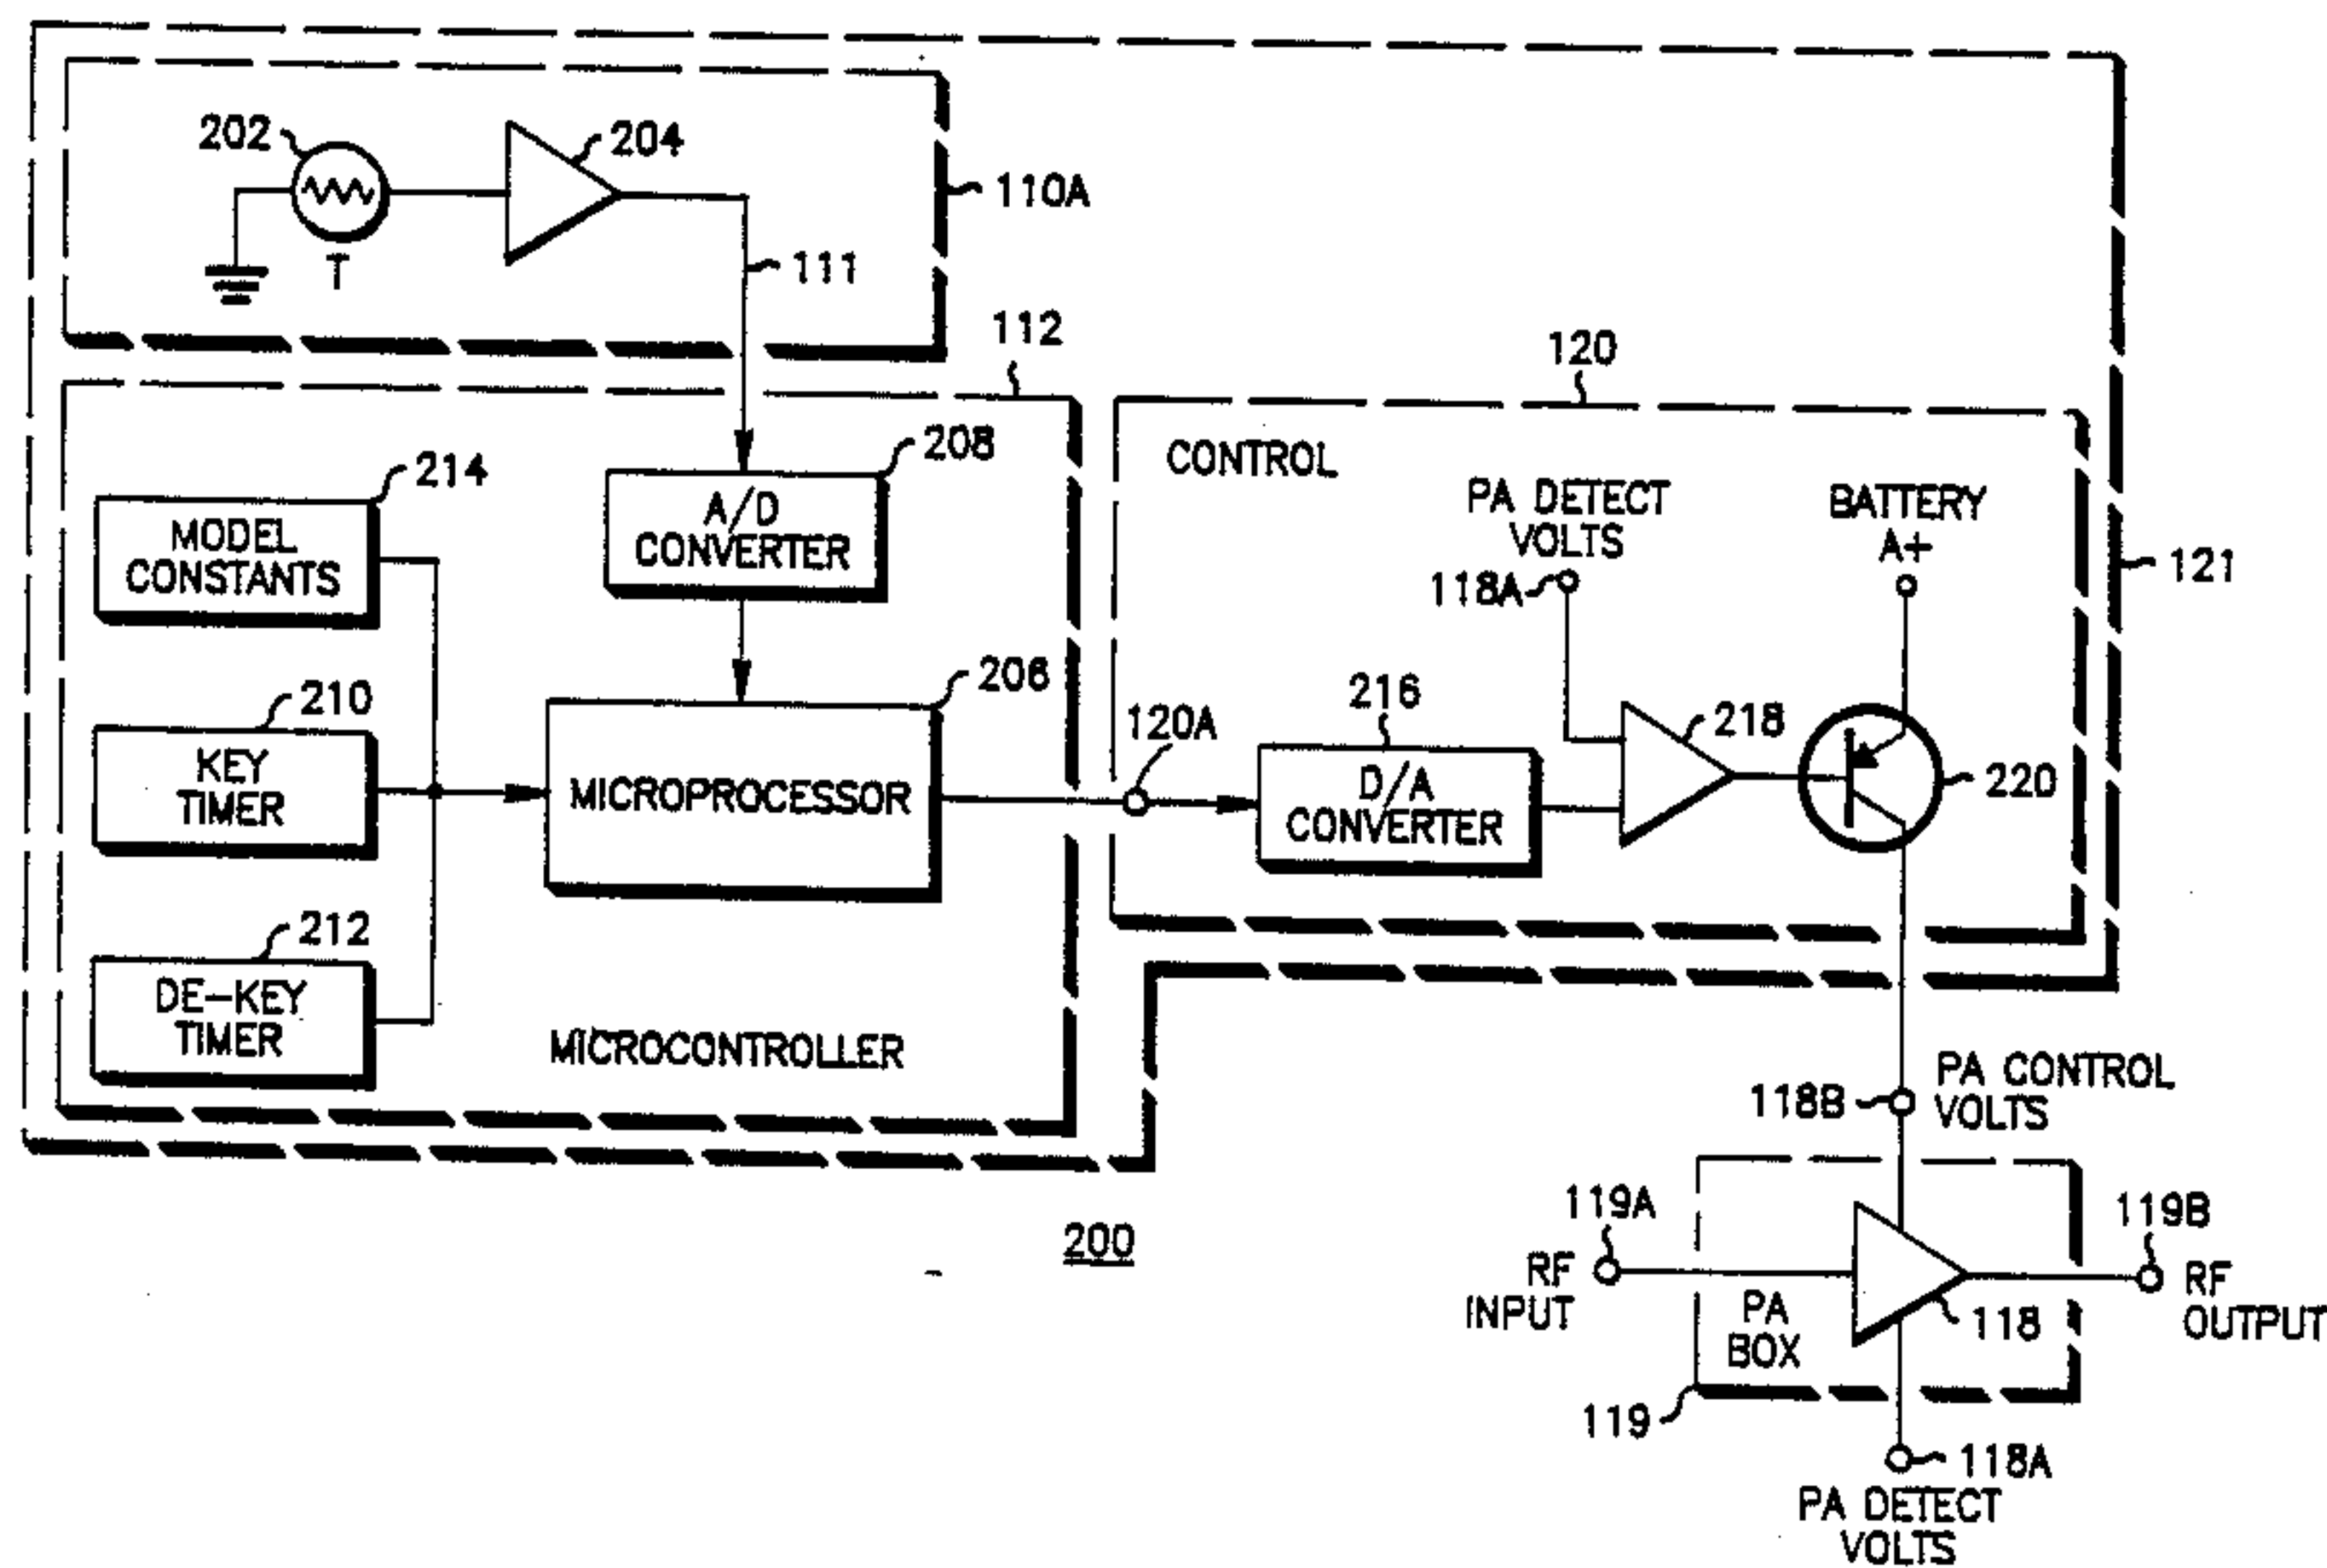 202
204
110A
T
111
112
120
214
MODEL
CONSTANTS
208
A/D
CONVERTER
CONTROL
PA DETECT
VOLTS
118A
BATTERY
A+
121
210
KEY
TIMER
206
MICROPROCESSOR
120A
216
D/A
CONVERTER
218
220
212
DE-KEY
TIMER
MICROCONTROLLER
118B
PA CONTROL
VOLTS
200
119A
RF
INPUT
PA
BOX
118
119B
RF
OUTPUT
119
118A
PA DETECT
VOLTS